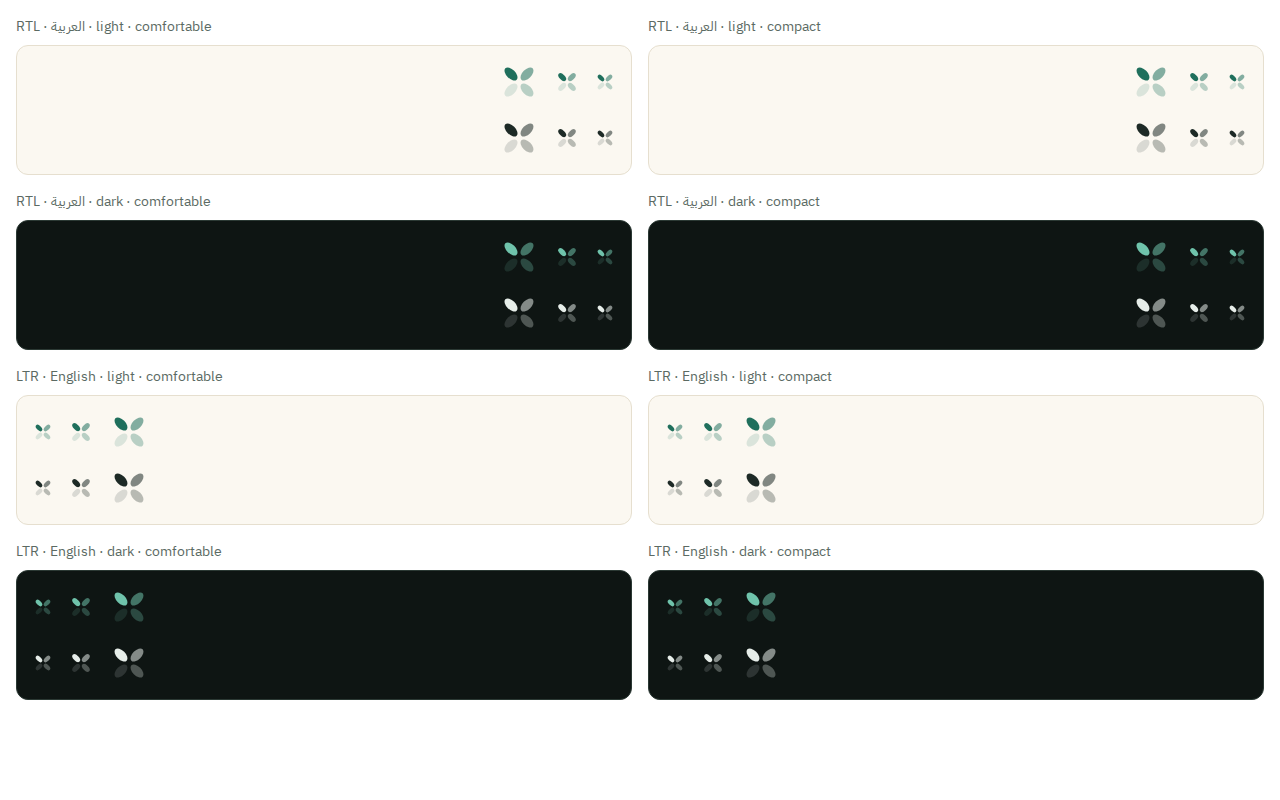 RTL · العربية · light · comfortable
RTL · العربية · light · compact
RTL · العربية · dark · comfortable
RTL · العربية · dark · compact
LTR · English · light · comfortable
LTR · English · light · compact
LTR · English · dark · comfortable
LTR · English · dark · compact